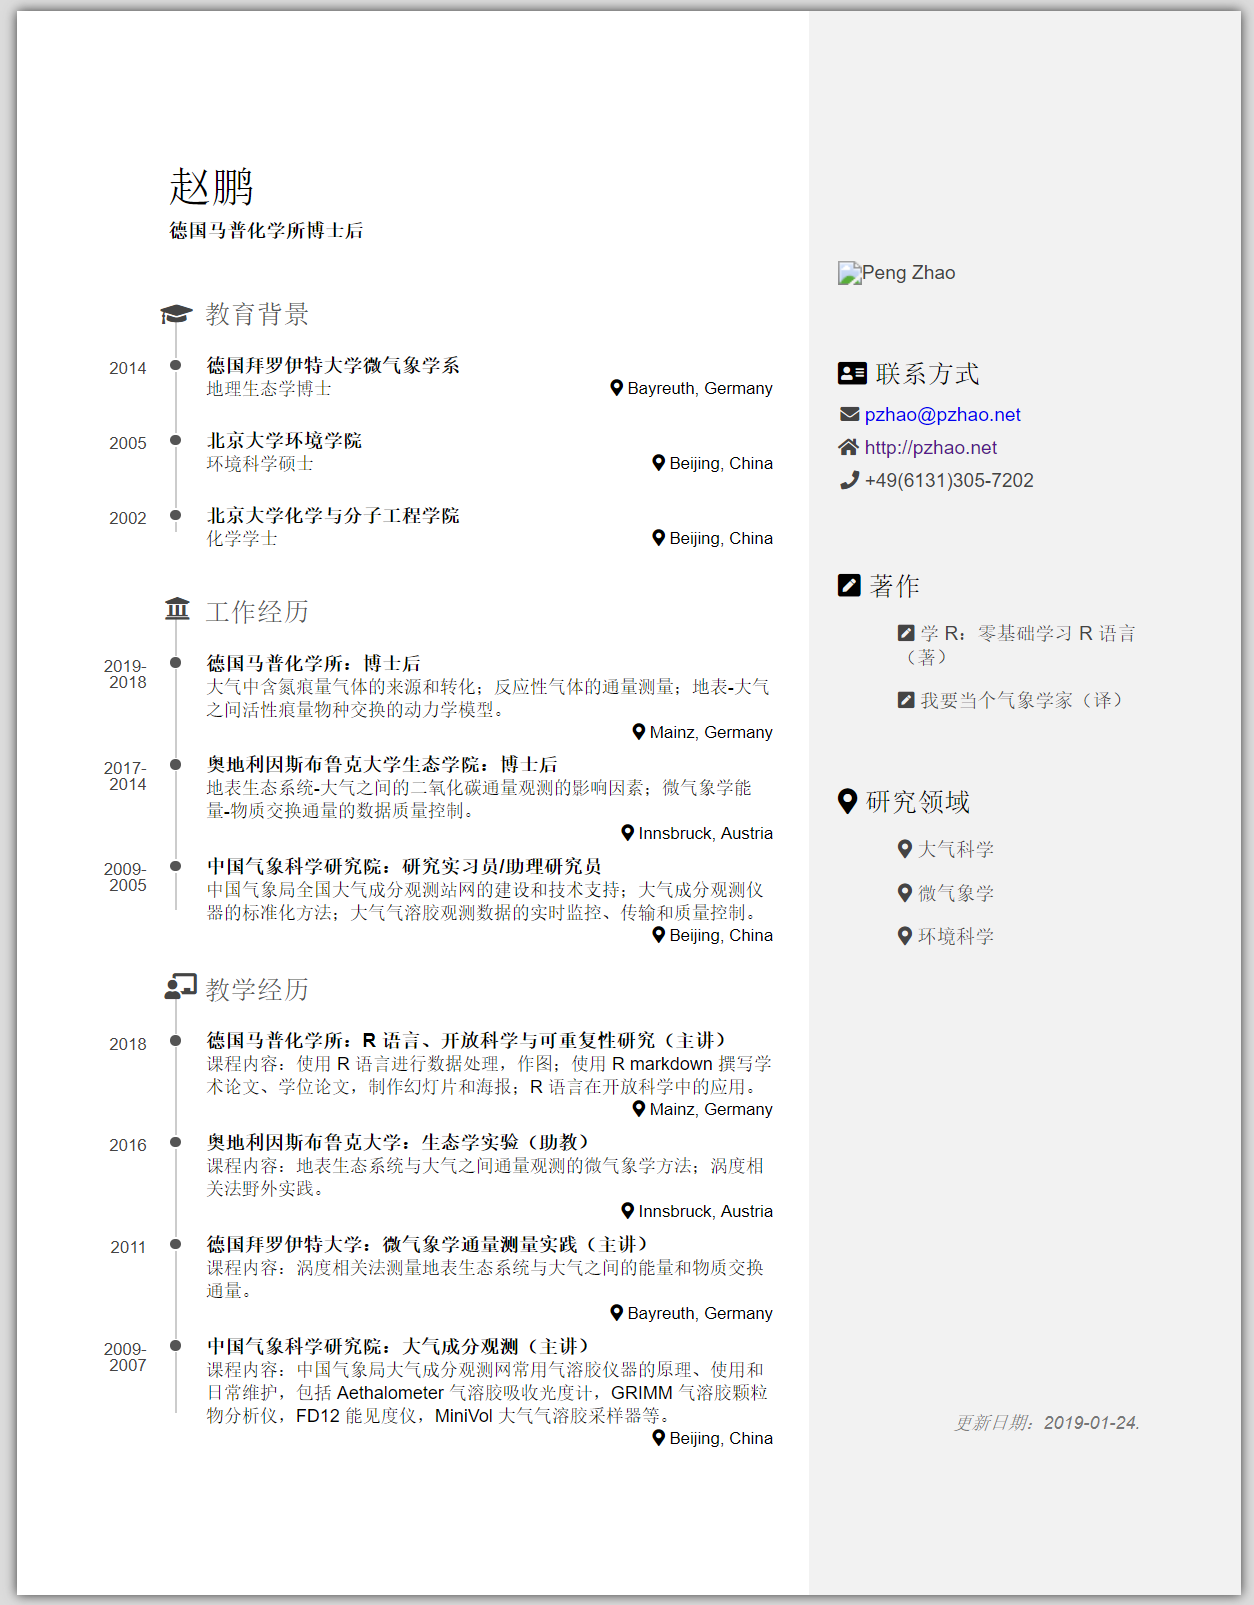 赵鹏
德国马普化学所博士后
教育背景
2014
德国拜罗伊特大学微气象学系
地理生态学博士
Bayreuth, Germany
2005
北京大学环境学院
环境科学硕士
Beijing, China
2002
北京大学化学与分子工程学院
化学学士
Beijing, China
工作经历
2019-
2018
德国马普化学所：博士后
大气中含氮痕量气体的来源和转化；反应性气体的通量测量；地表-大气
之间活性痕量物种交换的动力学模型。
Mainz, Germany
2017-
2014
奥地利因斯布鲁克大学生态学院：博士后
地表生态系统-大气之间的二氧化碳通量观测的影响因素；微气象学能
量-物质交换通量的数据质量控制。
Innsbruck, Austria
2009-
2005
中国气象科学研究院：研究实习员/助理研究员
中国气象局全国大气成分观测站网的建设和技术支持；大气成分观测仪
器的标准化方法；大气气溶胶观测数据的实时监控、传输和质量控制。
Beijing, China
教学经历
2018
德国马普化学所：R 语言、开放科学与可重复性研究（主讲）
课程内容：使用 R 语言进行数据处理，作图；使用 R markdown 撰写学
术论文、学位论文，制作幻灯片和海报；R 语言在开放科学中的应用。
Mainz, Germany
2016
奥地利因斯布鲁克大学：生态学实验（助教）
课程内容：地表生态系统与大气之间通量观测的微气象学方法；涡度相
关法野外实践。
Innsbruck, Austria
2011
德国拜罗伊特大学：微气象学通量测量实践（主讲）
课程内容：涡度相关法测量地表生态系统与大气之间的能量和物质交换
通量。
Bayreuth, Germany
2009-
2007
中国气象科学研究院：大气成分观测（主讲）
课程内容：中国气象局大气成分观测网常用气溶胶仪器的原理、使用和
日常维护，包括 Aethalometer 气溶胶吸收光度计，GRIMM 气溶胶颗粒
物分析仪，FD12 能见度仪，MiniVol 大气气溶胶采样器等。
Beijing, China
Peng Zhao
联系方式
pzhao@pzhao.net
http://pzhao.net
+49(6131)305-7202
著作
学 R：零基础学习 R 语言
（著）
我要当个气象学家（译）
研究领域
大气科学
微气象学
环境科学
更新日期：2019-01-24.